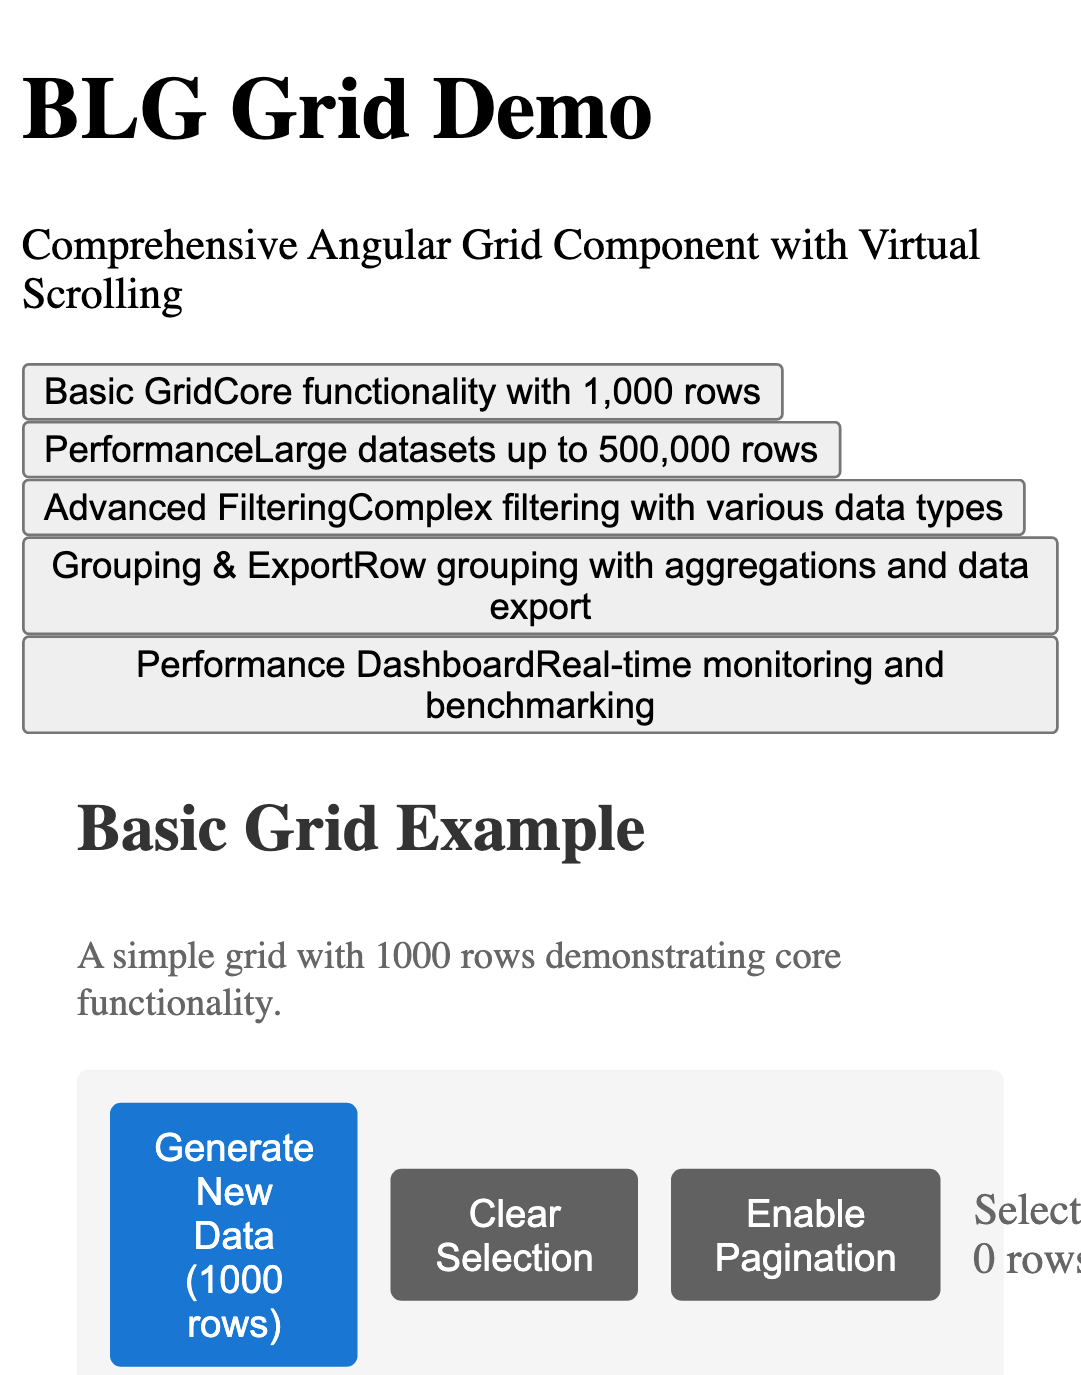 BLG Grid Demo
Comprehensive Angular Grid Component with Virtual
Scrolling
Basic GridCore functionality with 1,000 rows
PerformanceLarge datasets up to 500,000 rows
Advanced FilteringComplex filtering with various data types
Grouping & ExportRow grouping with aggregations and data
export
Performance DashboardReal-time monitoring and
benchmarking
Basic Grid Example
A simple grid with 1000 rows demonstrating core
functionality.
Generate
New
Data
(1000
rows)
Clear
Selection
Enable
Pagination
Select
0 rows